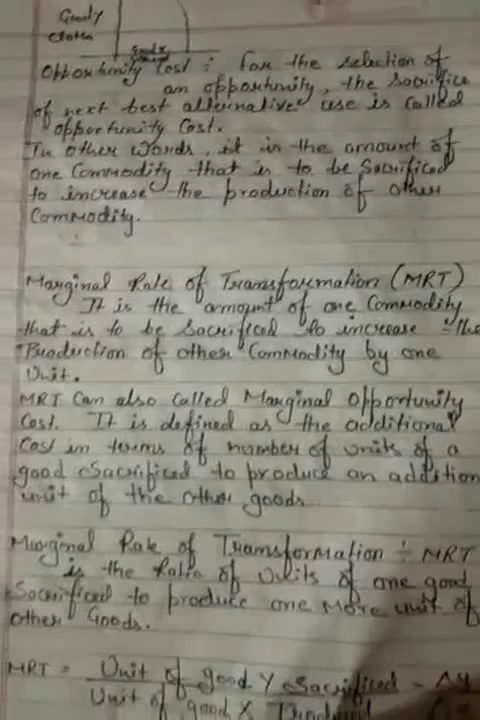 Good y
Cloth
Good x
Opportunity Cost : For the selection of
an opportunity, the sacrifice
of next best alternative use is called
opportunity Cost.
In other words, it is the amount of
one Commodity that is to be Sacrificed
to increase the production of other
Commodity.
Marginal Rate of Transformation (MRT)
It is the amount of one Commodity
that is to be Sacrificed to increase the
Production of other Commodity by one
Unit.
MRT Can also called Marginal Opportunity
Cost. It is defined as the additional
Cost in terms of number of units of a
good Sacrificed to produce an addition
unit of the other goods
Marginal Rate of Transformation :- MRT
is the Ratio of Units of one good
Sacrificed to produce one More unit of
other Goods.
MRT = Unit of good Y Sacrificed = Δy
Unit of good X Produced